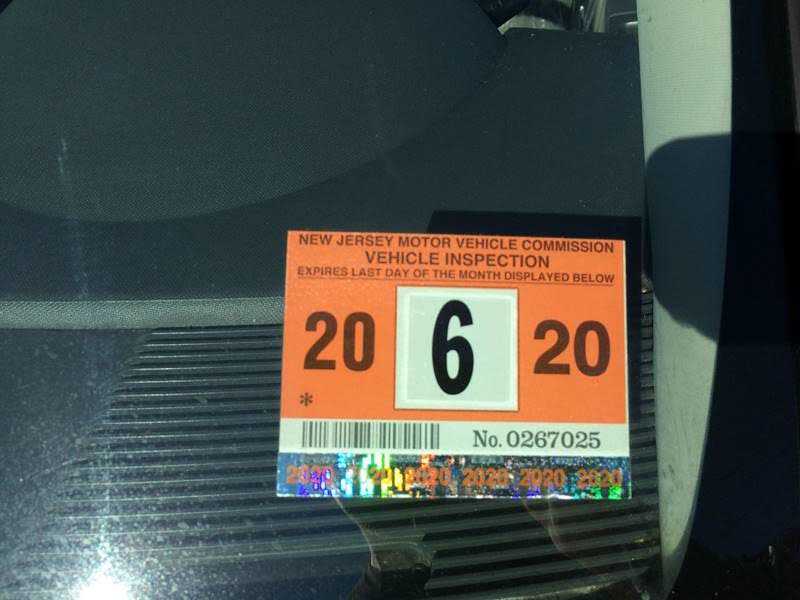 NEW JERSEY MOTOR VEHICLE COMMISSION
VEHICLE INSPECTION
EXPIRES LAST DAY OF THE MONTH DISPLAYED BELOW
20 6 20
*
No. 0267025
2020 2020 2020 2020 2020 2020